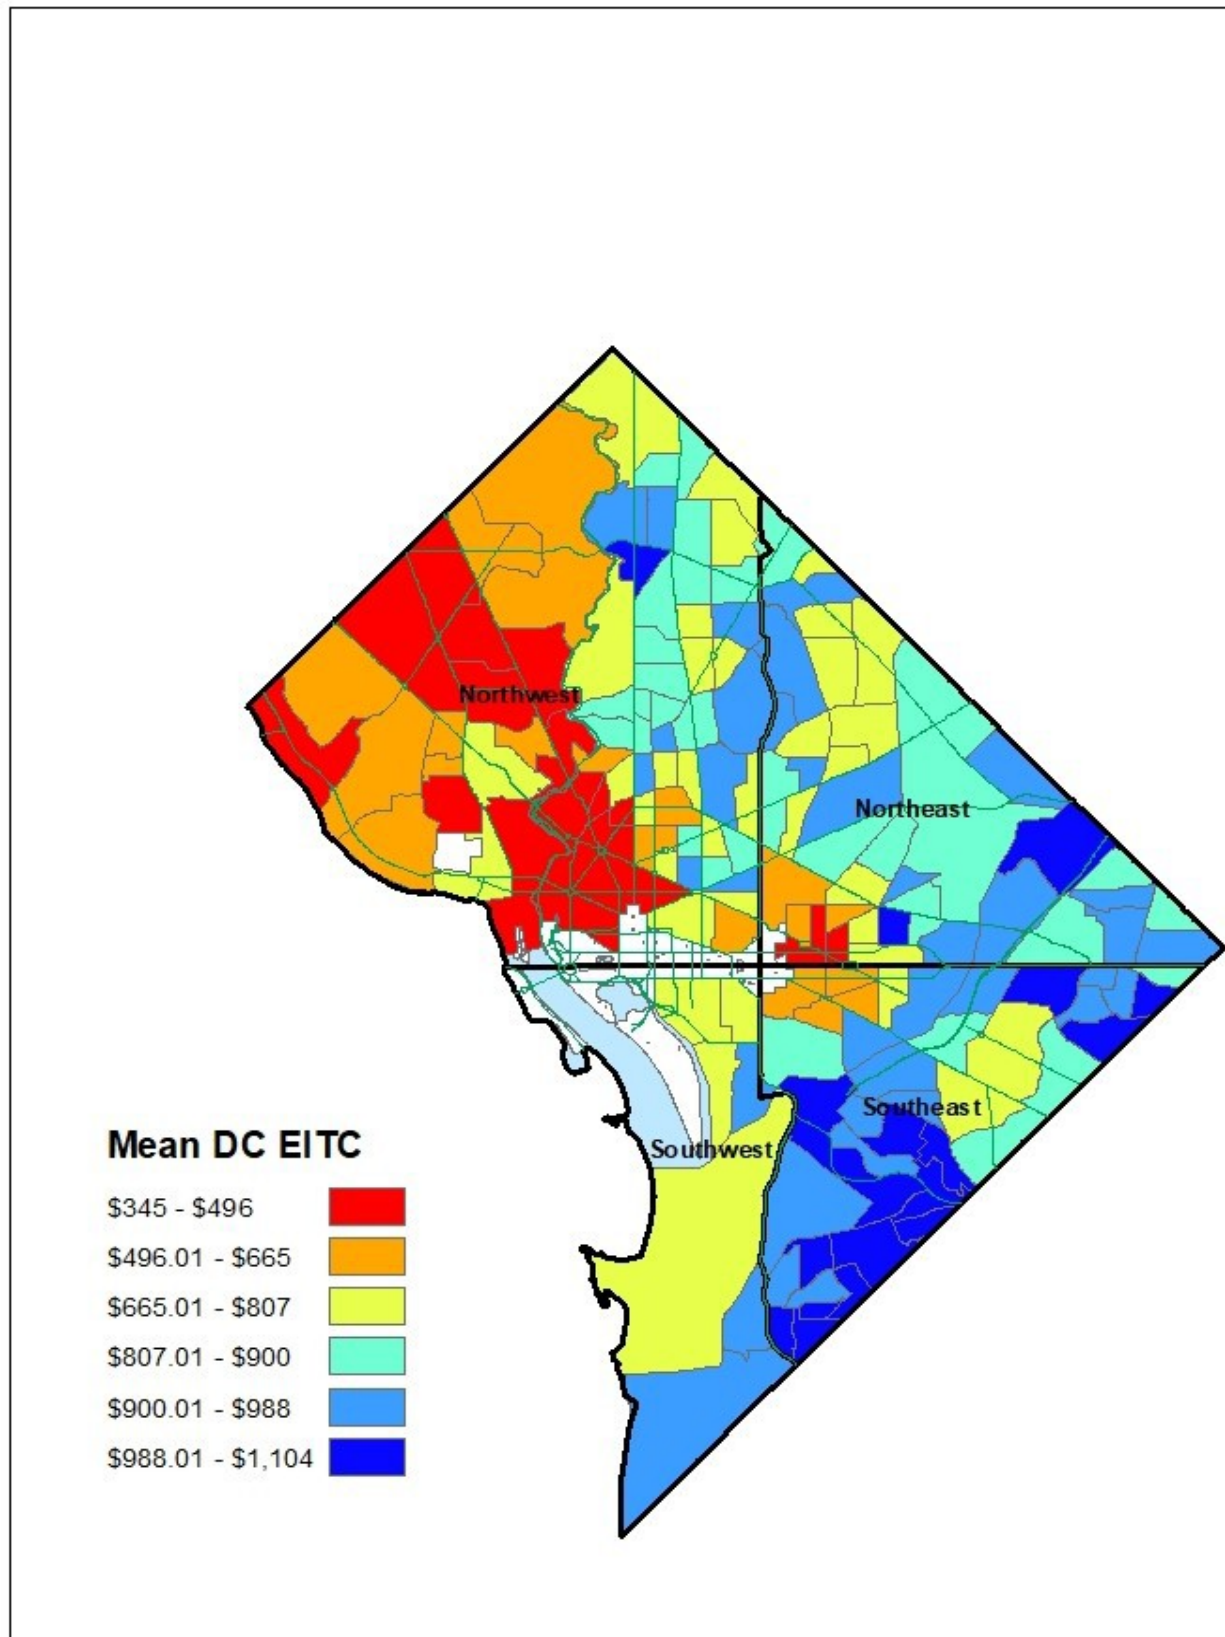 Northwest
Northeast
Southeast
Southwest
Mean DC EITC
$345 - $496
$496.01 - $665
$665.01 - $807
$807.01 - $900
$900.01 - $988
$988.01 - $1,104